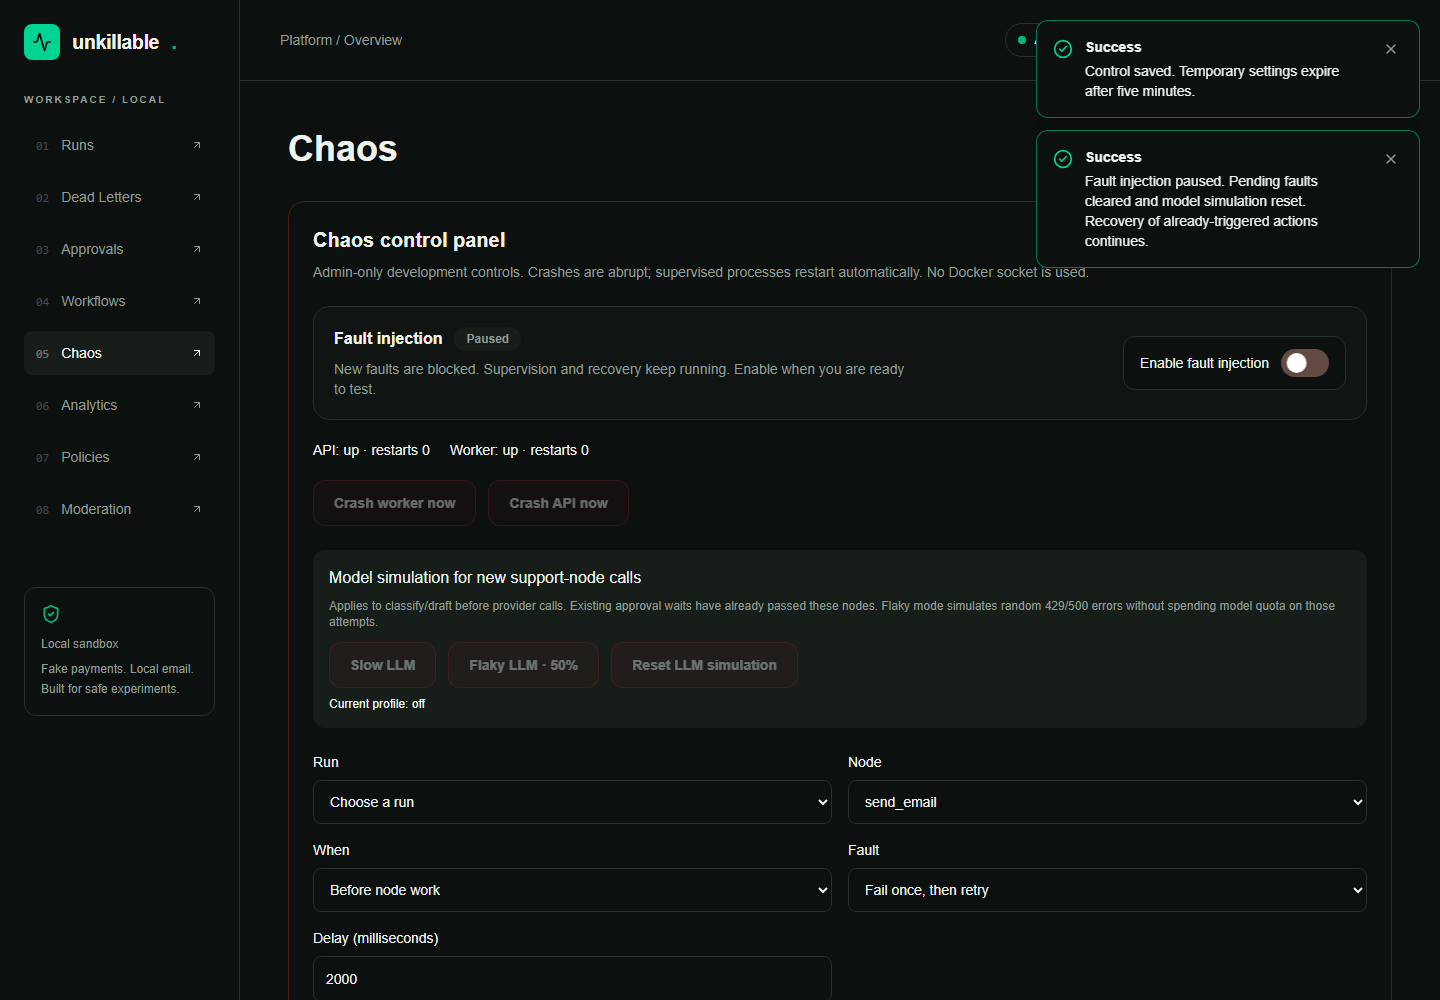 unkillable .
WORKSPACE / LOCAL
01 Runs
02 Dead Letters
03 Approvals
04 Workflows
05 Chaos
06 Analytics
07 Policies
08 Moderation
Local sandbox
Fake payments. Local email.
Built for safe experiments.
Platform / Overview
Success
Control saved. Temporary settings expire
after five minutes.
Success
Fault injection paused. Pending faults
cleared and model simulation reset.
Recovery of already-triggered actions
continues.
Chaos
Chaos control panel
Admin-only development controls. Crashes are abrupt; supervised processes restart automatically. No Docker socket is used.
Fault injection Paused
New faults are blocked. Supervision and recovery keep running. Enable when you are ready
to test.
Enable fault injection
API: up · restarts 0 Worker: up · restarts 0
Crash worker now Crash API now
Model simulation for new support-node calls
Applies to classify/draft before provider calls. Existing approval waits have already passed these nodes. Flaky mode simulates random 429/500 errors without spending model quota on those
attempts.
Slow LLM Flaky LLM · 50% Reset LLM simulation
Current profile: off
Run Node
Choose a run send_email
When Fault
Before node work Fail once, then retry
Delay (milliseconds)
2000